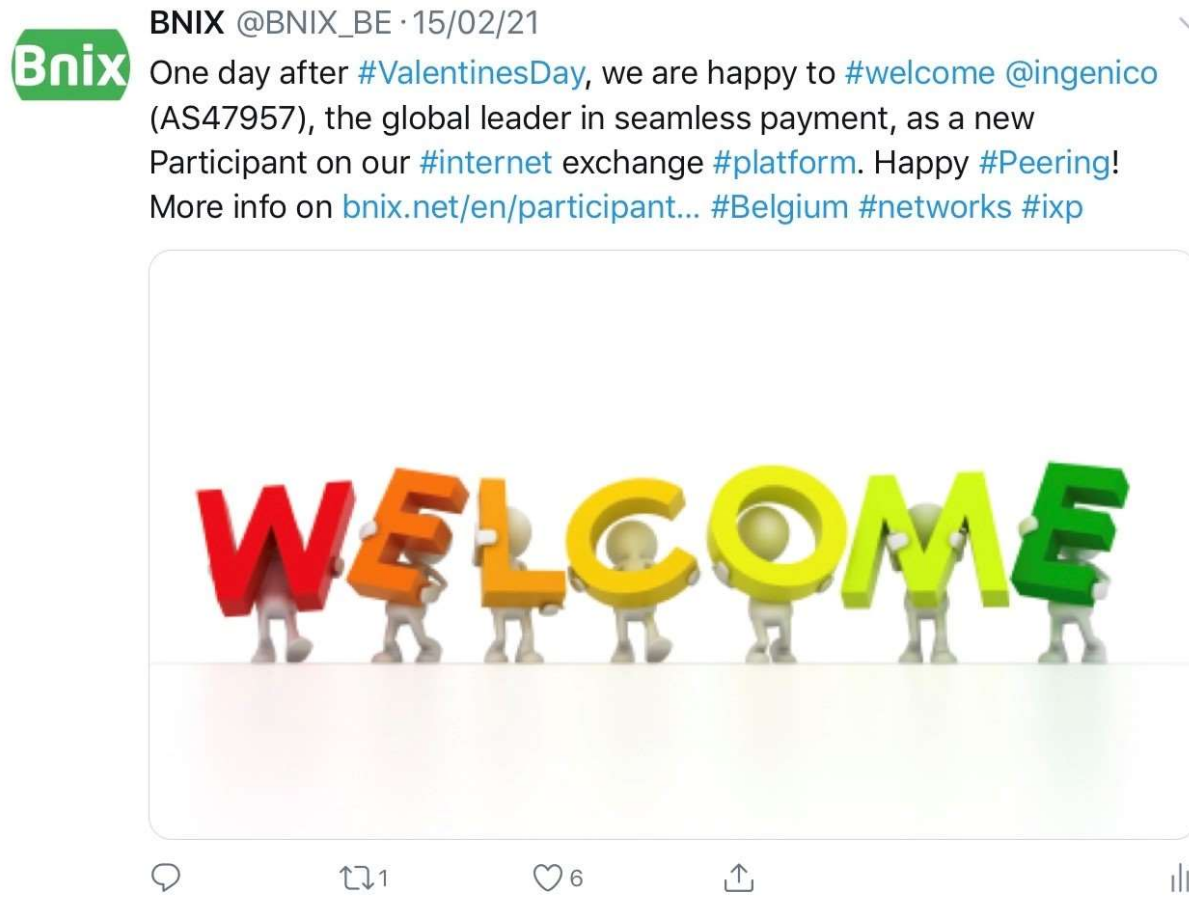 BNIX @BNIX_BE · 15/02/21
Bnix
One day after #ValentinesDay, we are happy to #welcome @ingenico
(AS47957), the global leader in seamless payment, as a new
Participant on our #internet exchange #platform. Happy #Peering!
More info on bnix.net/en/participant... #Belgium #networks #ixp
WELCOME
1
6